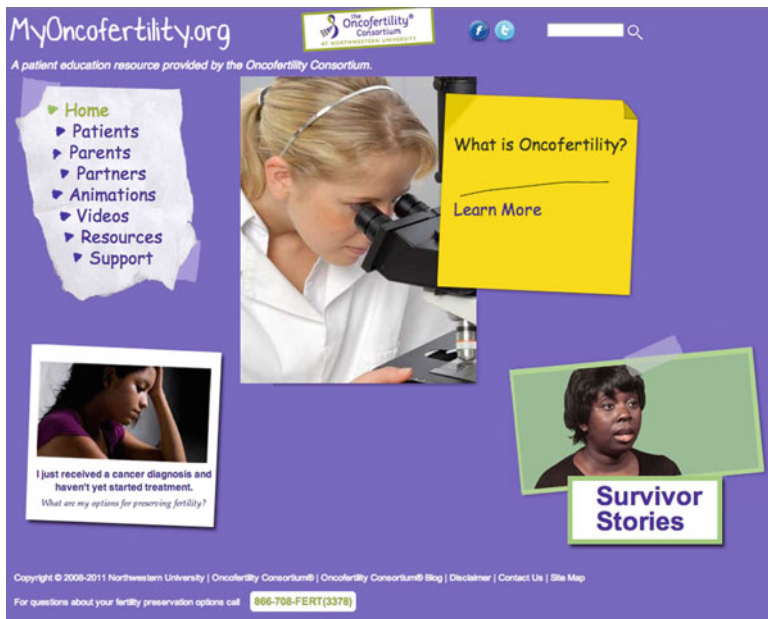 MyOncofertility.org
the
Oncofertility®
Consortium
AT NORTHWESTERN UNIVERSITY
f
t
A patient education resource provided by the Oncofertility Consortium.
Home
Patients
Parents
Partners
Animations
Videos
Resources
Support
What is Oncofertility?
Learn More
I just received a cancer diagnosis and
haven't yet started treatment.
What are my options for preserving fertility?
Survivor
Stories
Copyright © 2008-2011 Northwestern University | Oncofertility Consortium® | Oncofertility Consortium® Blog | Disclaimer | Contact Us | Site Map
For questions about your fertility preservation options call 866-708-FERT(3378)